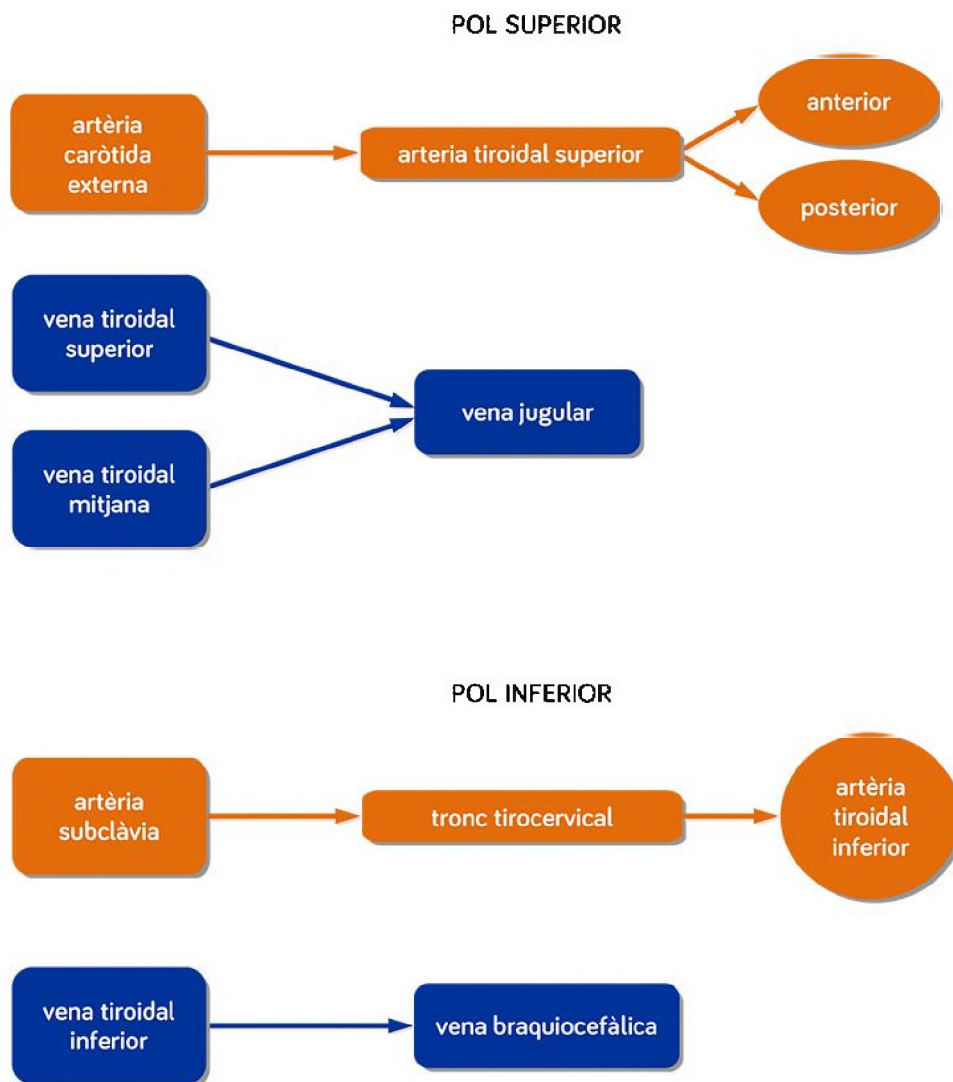 POL SUPERIOR
artèria
caròtida
externa
arteria tiroidal superior
anterior
posterior
vena tiroidal
superior
vena tiroidal
mitjana
vena jugular
POL INFERIOR
artèria
subclàvia
tronc tirocervical
artèria
tiroidal
inferior
vena tiroidal
inferior
vena braquiocefàlica